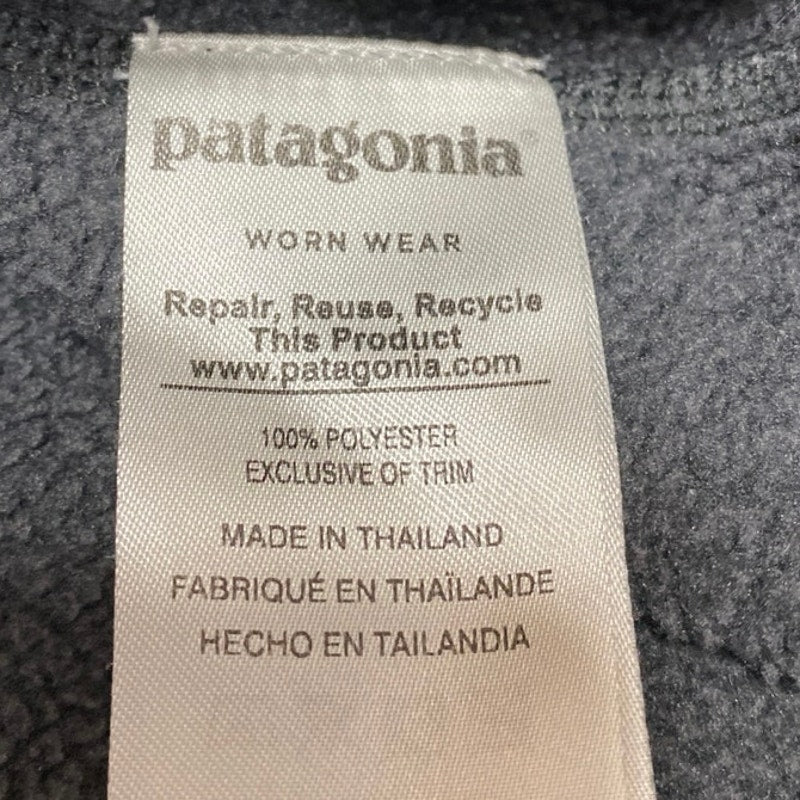 patagonia
WORN WEAR
Repair, Reuse, Recycle
This Product
www.patagonia.com
100% POLYESTER
EXCLUSIVE OF TRIM
MADE IN THAILAND
FABRIQUÉ EN THAÏLANDE
HECHO EN TAILANDIA